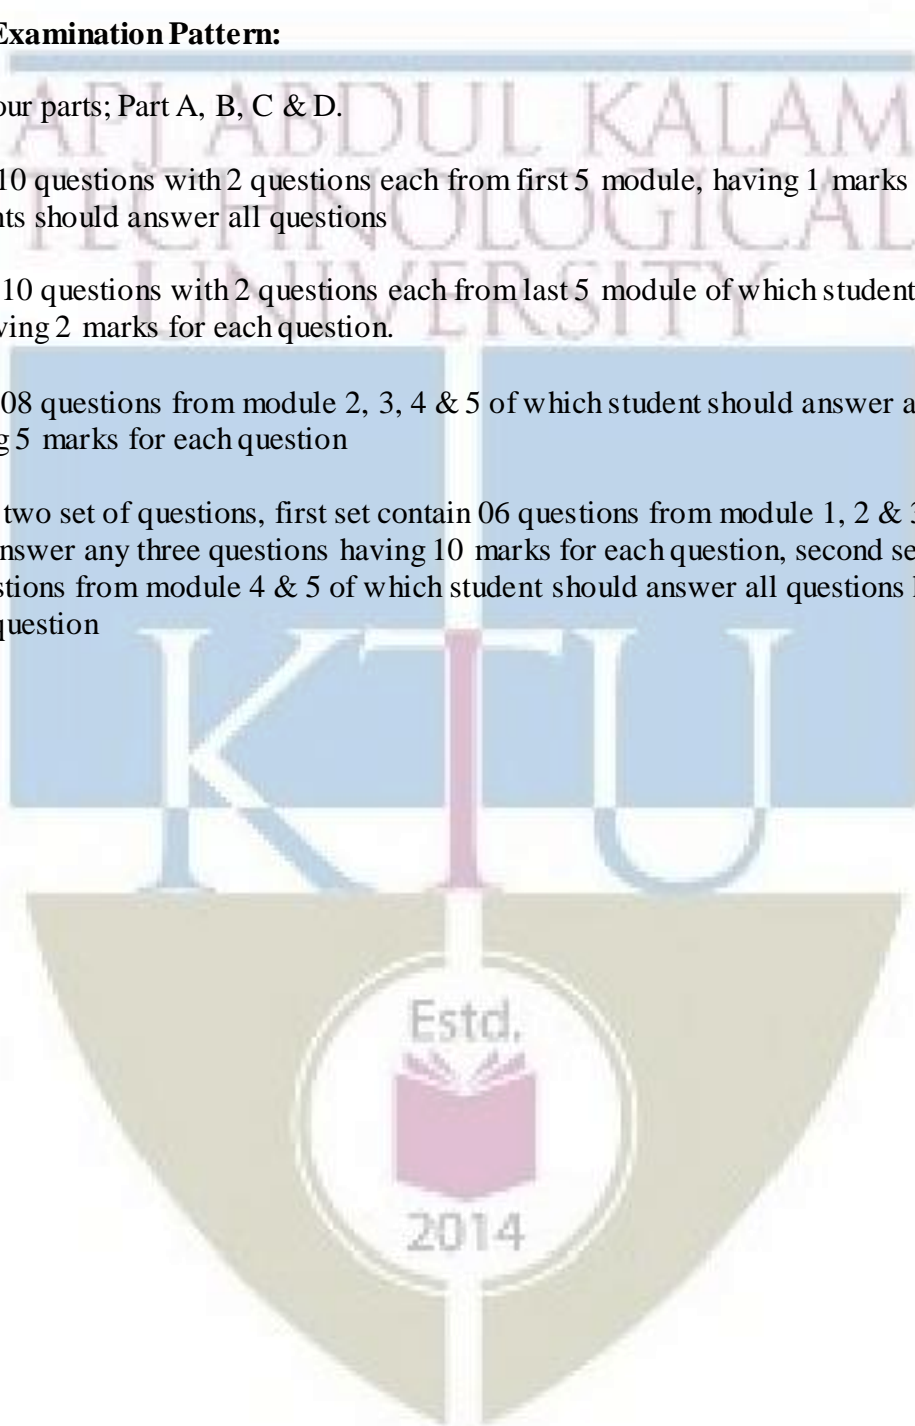 Examination Pattern:
our parts; Part A, B, C & D.
APJ ABDUL KALAM
10 questions with 2 questions each from first 5 module, having 1 marks
nts should answer all questions
TECHNOLOGICAL
UNIVERSITY
10 questions with 2 questions each from last 5 module of which student
ving 2 marks for each question.
08 questions from module 2, 3, 4 & 5 of which student should answer a
g 5 marks for each question
two set of questions, first set contain 06 questions from module 1, 2 & 3
nswer any three questions having 10 marks for each question, second se
stions from module 4 & 5 of which student should answer all questions
question
KTU
Estd.
2014